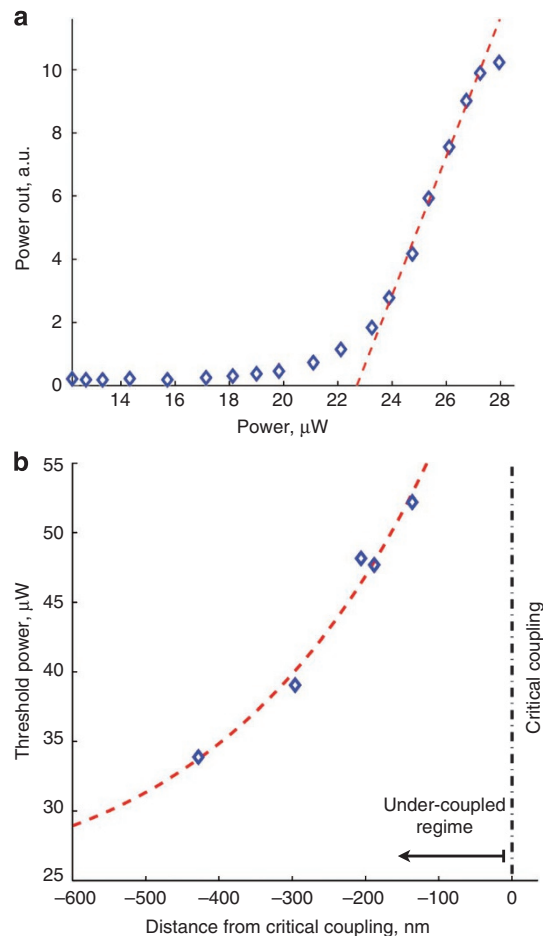 a
10
8
6
4
2
0
Power out, a.u.
14 16 18 20 22 24 26 28
Power, μW
b
55
50
45
40
35
30
25
Threshold power, μW
Critical coupling
Under-coupled
regime
−600 −500 −400 −300 −200 −100 0
Distance from critical coupling, nm